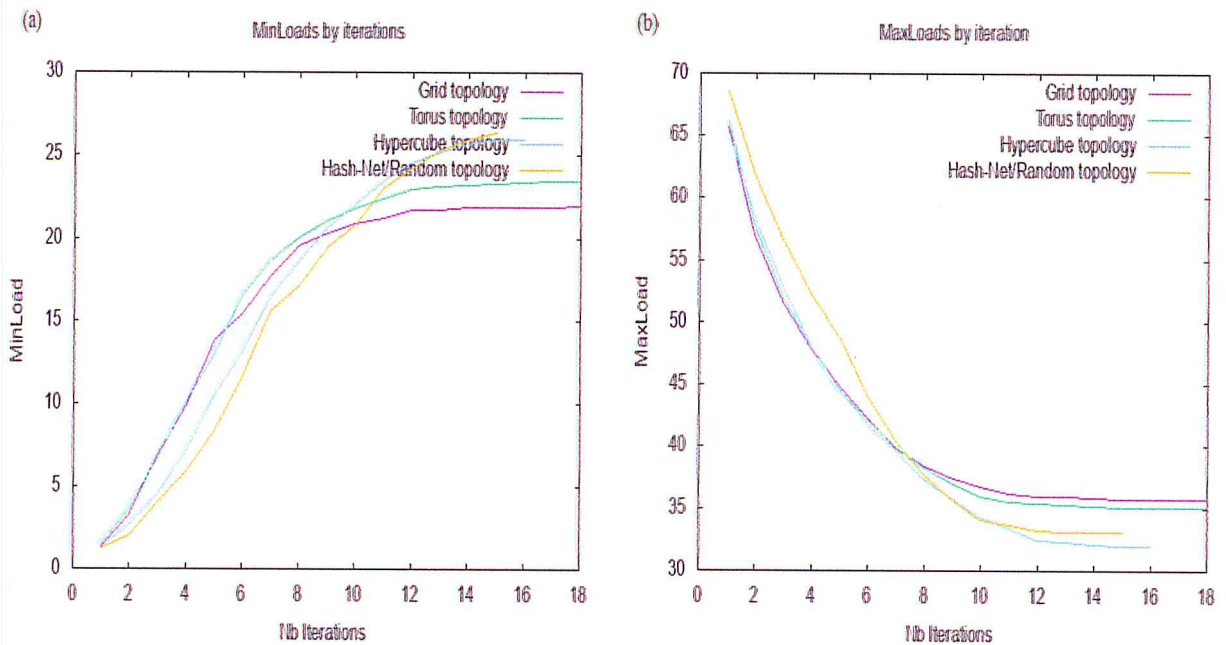 (a)
MinLoads by iterations
30
25
20
15
10
5
0
MinLoad
Grid topology
Torus topology
Hypercube topology
Hash-Net/Random topology
0 2 4 6 8 10 12 14 16 18
Nb Iterations
(b)
MaxLoads by iteration
70
65
60
55
50
45
40
35
30
MaxLoad
Grid topology
Torus topology
Hypercube topology
Hash-Net/Random topology
0 2 4 6 8 10 12 14 16 18
Nb Iterations